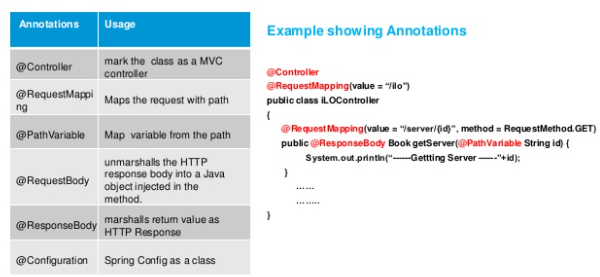 Annotations Usage
@Controller
mark the class as a MVC
controller
@RequestMappi
ng
Maps the request with path
@PathVariable
Map variable from the path
@RequestBody
unmarshalls the HTTP
response body into a Java
object injected in the
method.
@ResponseBody
marshalls return value as
HTTP Response
@Configuration
Spring Config as a class
Example showing Annotations
@Controller
@RequestMapping(value = “/ilo”)
public class iLOController
{
@RequestMapping(value = “/server/{id}”, method = RequestMethod.GET)
public @ResponseBody Book getServer(@PathVariable String id) {
System.out.println(“------Gettting Server ------”+id);
}
……
……..
}